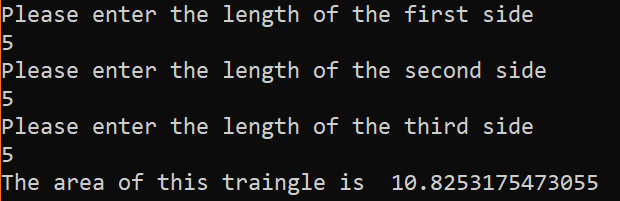 Please enter the length of the first side
5
Please enter the length of the second side
5
Please enter the length of the third side
5
The area of this traingle is  10.8253175473055